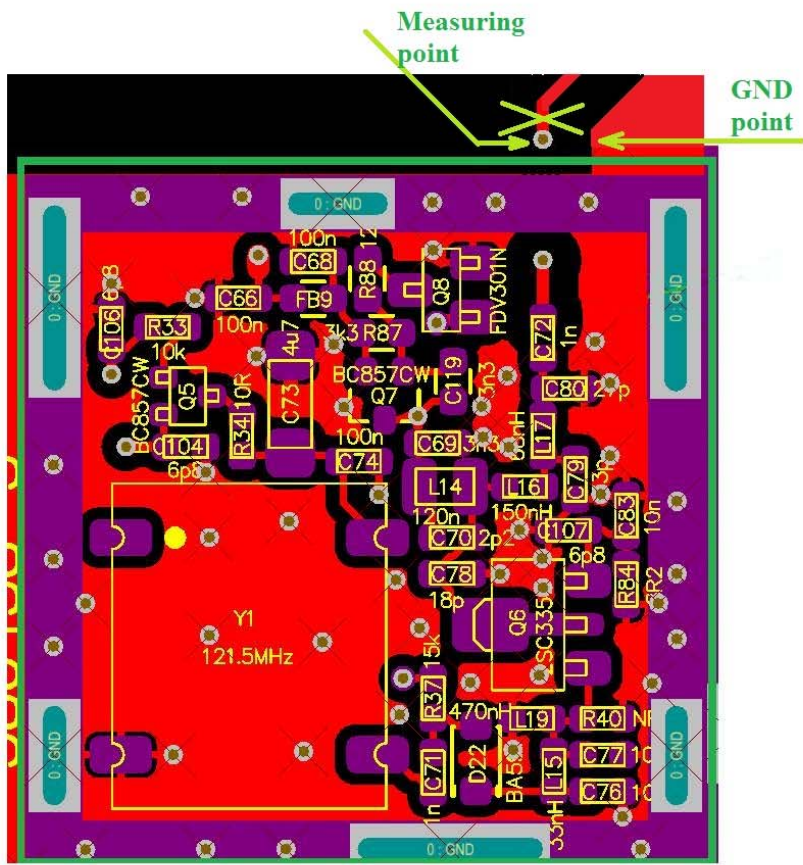 Measuring
point
GND
point
0:GND
0:GND
0:GND
100n
C68
R88
12
FB9
C66
100n
C106
6p8
R33
10k
4u7
3k3
R87
Q8
FDV301N
C72
1n
BC857CW
Q5
10R
R34
C73
BC857CW
Q7
C119
3n3
C80
27p
C104
6p8
100n
C74
C69
3n3
L17
L14
120n
L16
150nH
C79
C83
10n
C70
2p2
C107
6p8
C78
18p
Q6
R84
Y1
121.5MHz
15k
R37
470nH
L19
R40
C71
1n
D22
L15
33nH
C77
C76
0:GND
0:GND
0:GND